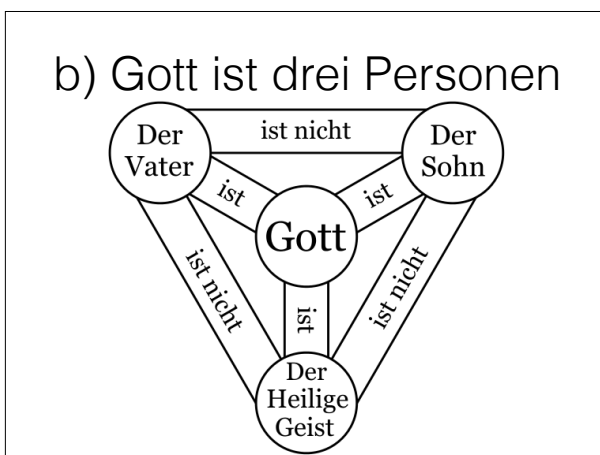 b) Gott ist drei Personen
Der
Vater
ist nicht
Der
Sohn
ist
ist
Gott
ist nicht
ist
ist nicht
Der
Heilige
Geist